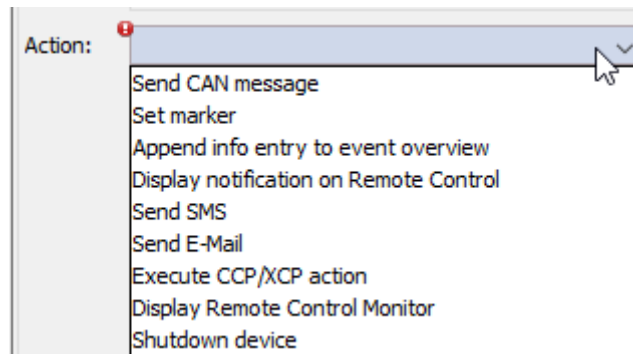 Action:
Send CAN message
Set marker
Append info entry to event overview
Display notification on Remote Control
Send SMS
Send E-Mail
Execute CCP/XCP action
Display Remote Control Monitor
Shutdown device